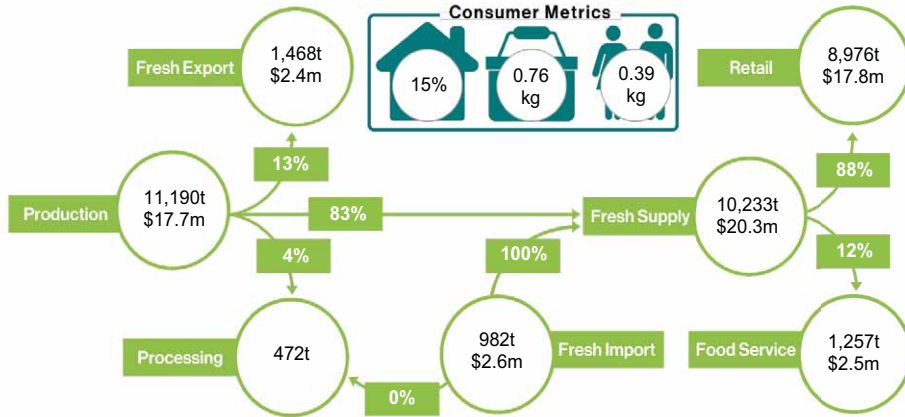 Consumer Metrics
15%
0.76
kg
0.39
kg
Fresh Export
1,468t
$2.4m
Retail
8,976t
$17.8m
13%
88%
Production
11,190t
$17.7m
83%
Fresh Supply
10,233t
$20.3m
4%
100%
12%
Processing
472t
982t
$2.6m
Fresh Import
Food Service
1,257t
$2.5m
0%